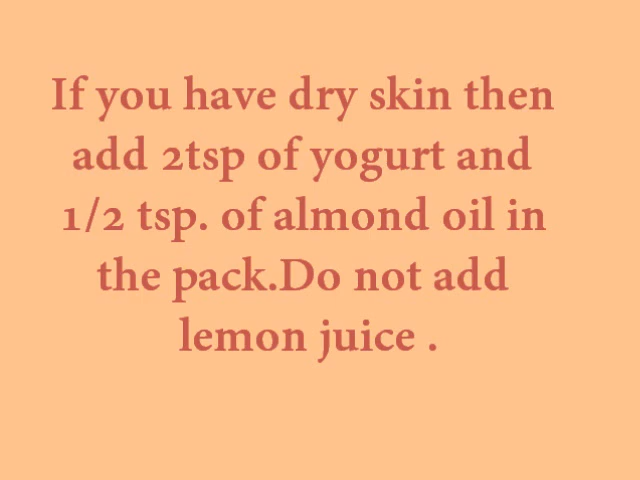 If you have dry skin then
add 2tsp of yogurt and
1/2 tsp. of almond oil in
the pack.Do not add
lemon juice .